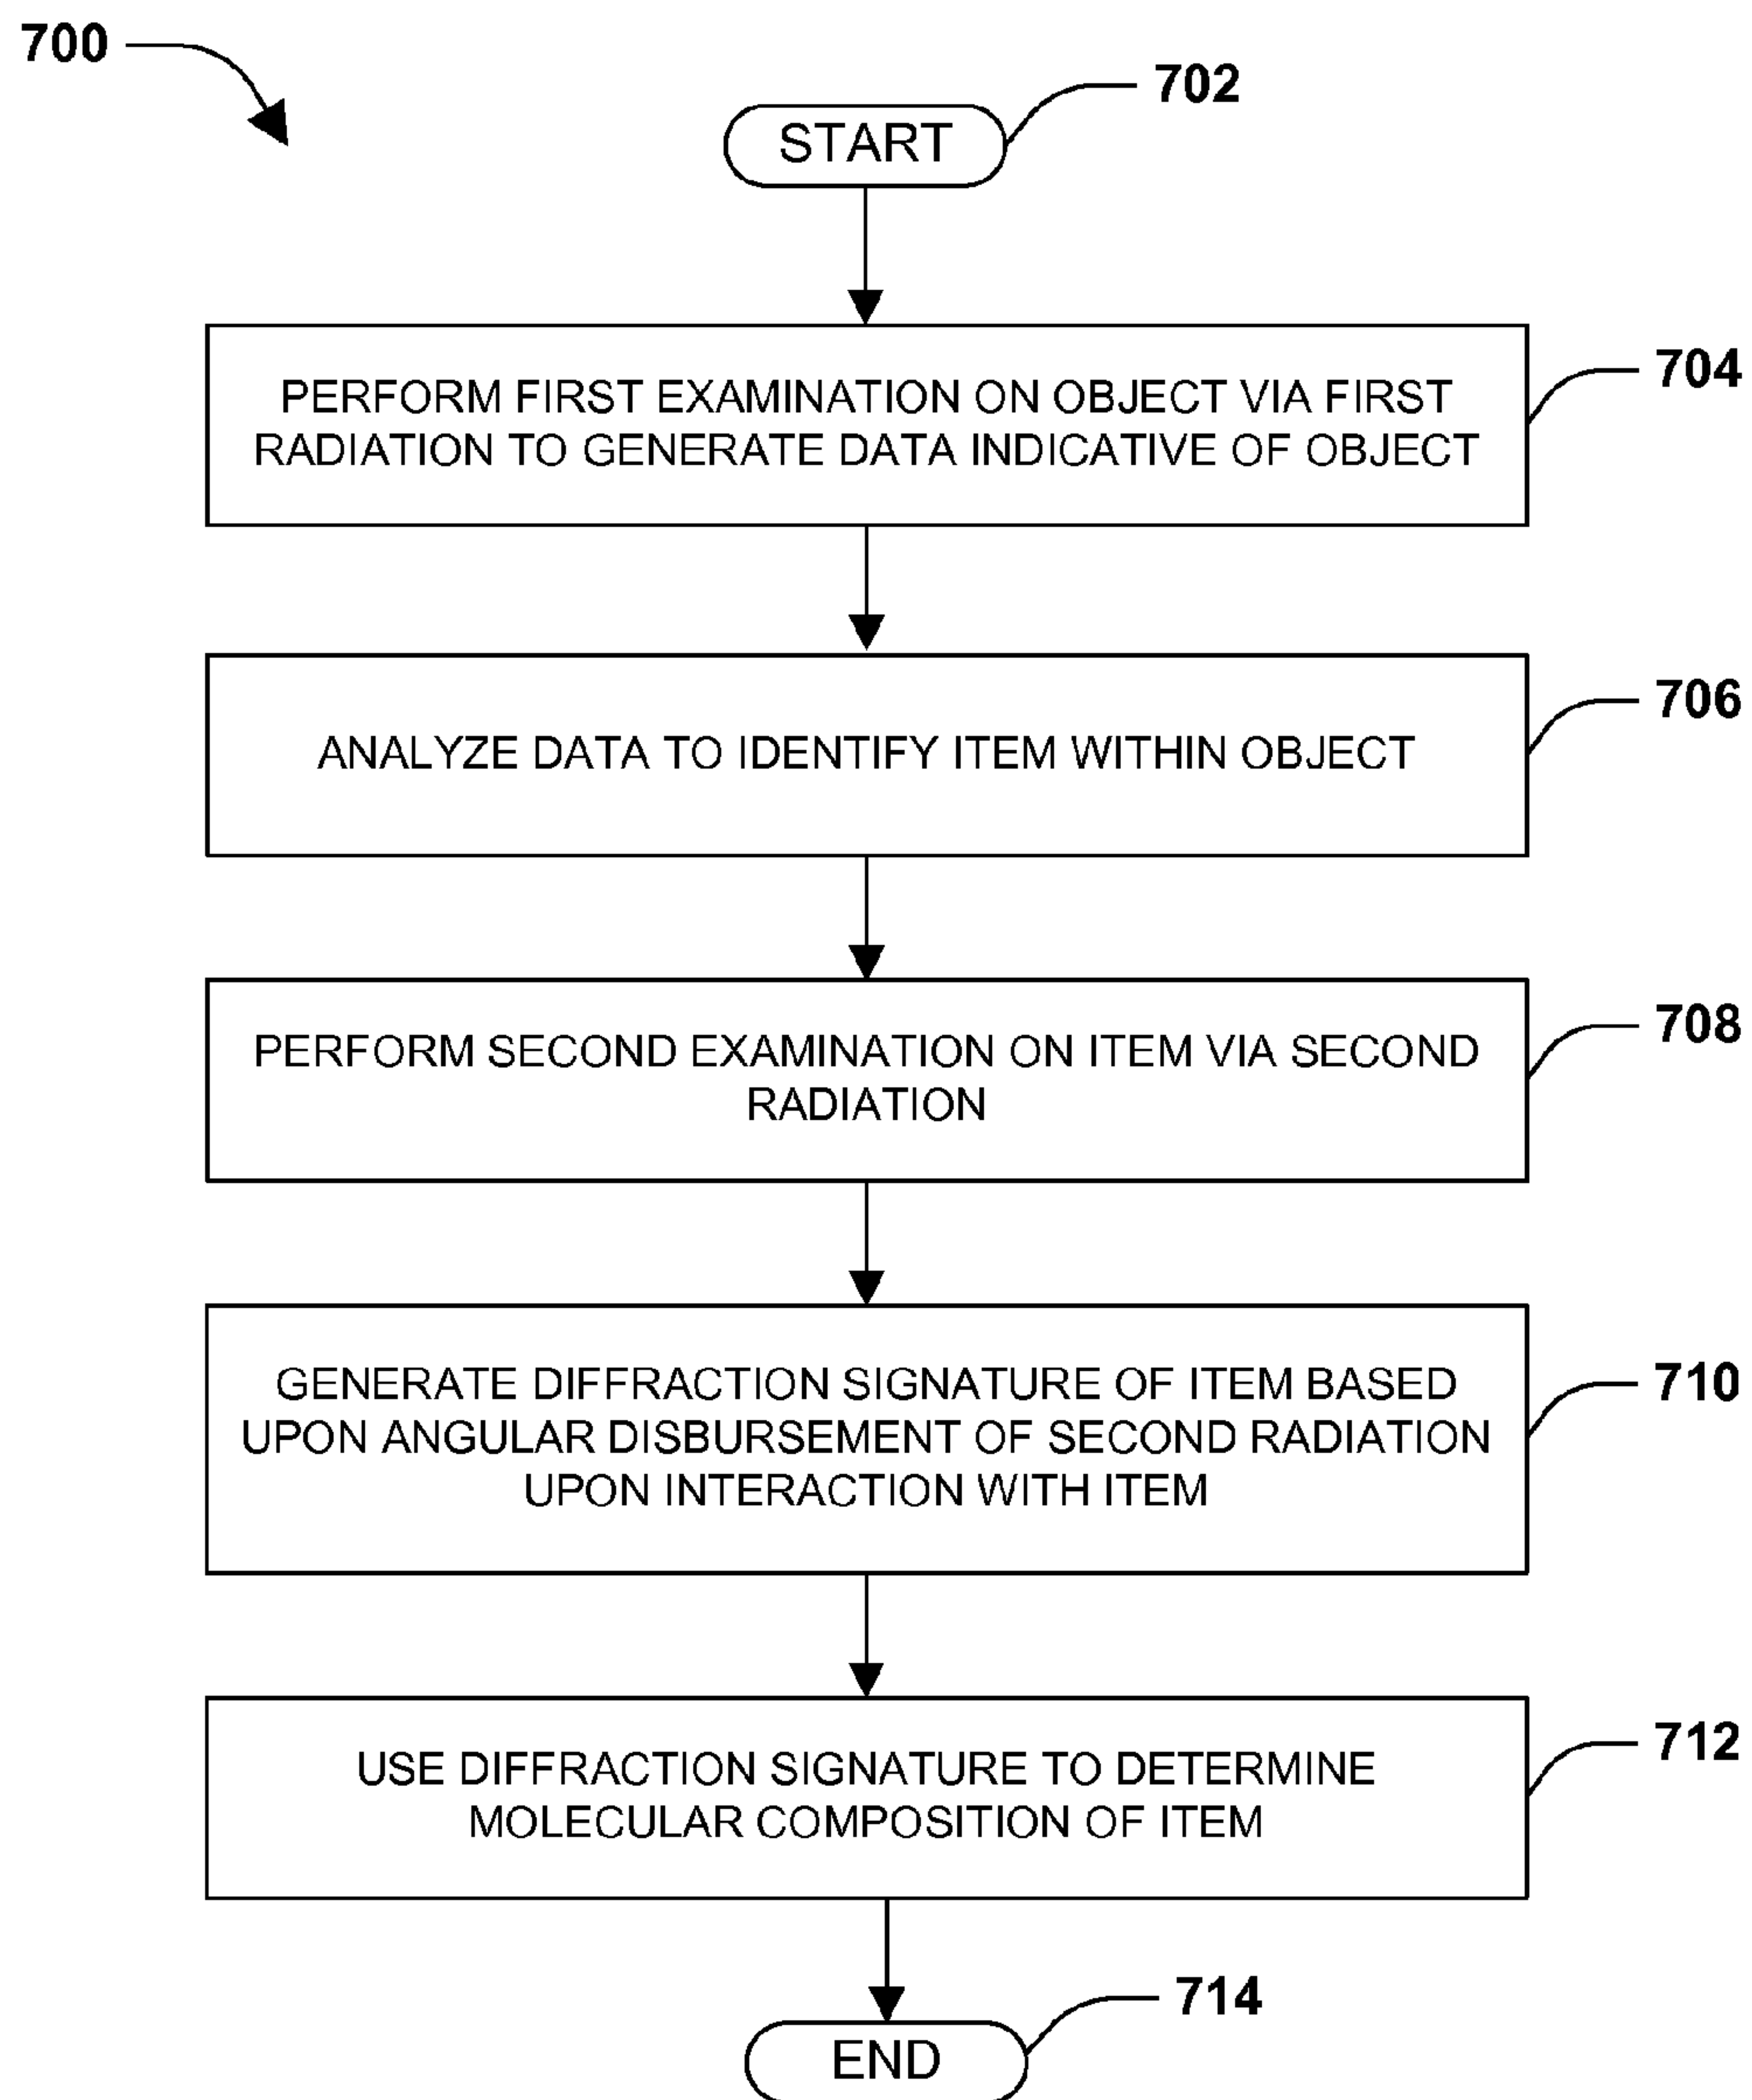 700
702
START
PERFORM FIRST EXAMINATION ON OBJECT VIA FIRST
RADIATION TO GENERATE DATA INDICATIVE OF OBJECT
704
ANALYZE DATA TO IDENTIFY ITEM WITHIN OBJECT
706
PERFORM SECOND EXAMINATION ON ITEM VIA SECOND
RADIATION
708
GENERATE DIFFRACTION SIGNATURE OF ITEM BASED
UPON ANGULAR DISBURSEMENT OF SECOND RADIATION
UPON INTERACTION WITH ITEM
710
USE DIFFRACTION SIGNATURE TO DETERMINE
MOLECULAR COMPOSITION OF ITEM
712
714
END